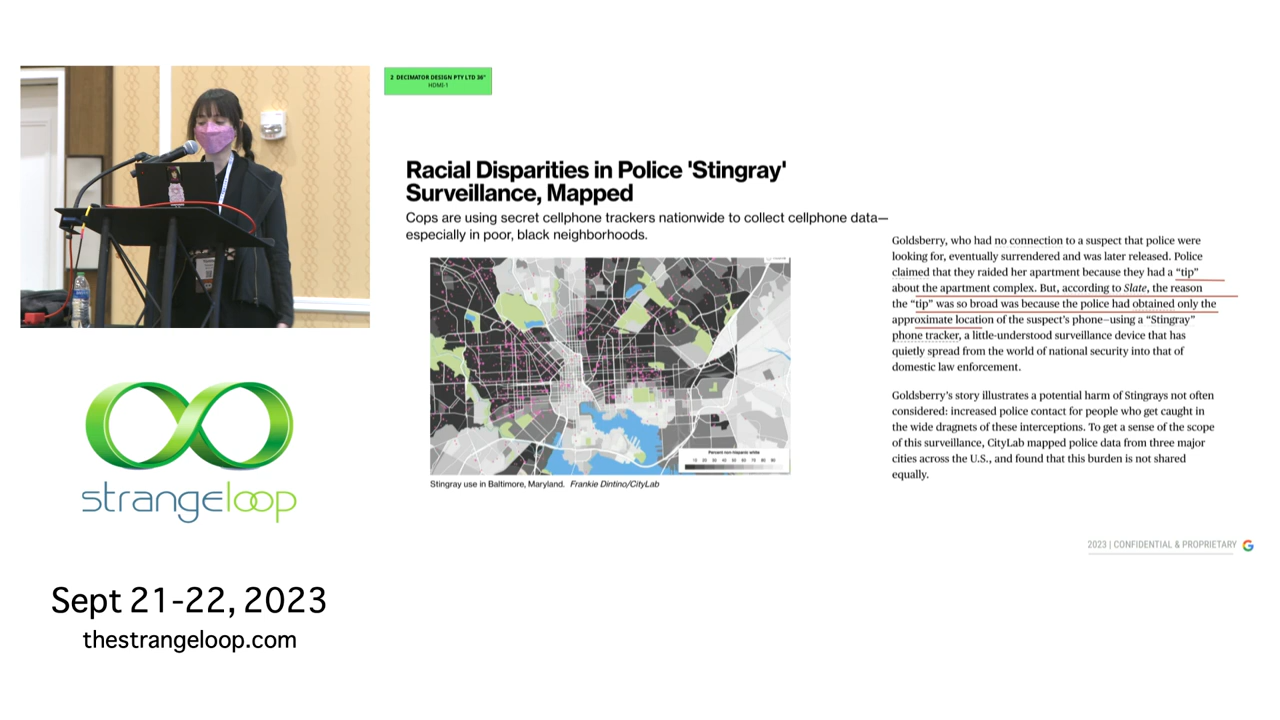 2 DECIMATOR DESIGN PTY LTD 36"
HDMI-1
Racial Disparities in Police 'Stingray'
Surveillance, Mapped
Cops are using secret cellphone trackers nationwide to collect cellphone data—
especially in poor, black neighborhoods.
Percent non-hispanic white
10 20 30 40 50 60 70 80 90
Stingray use in Baltimore, Maryland. Frankie Dintino/CityLab
Goldsberry, who had no connection to a suspect that police were
looking for, eventually surrendered and was later released. Police
claimed that they raided her apartment because they had a “tip”
about the apartment complex. But, according to Slate, the reason
the “tip” was so broad was because the police had obtained only the
approximate location of the suspect’s phone—using a “Stingray”
phone tracker, a little-understood surveillance device that has
quietly spread from the world of national security into that of
domestic law enforcement.
Goldsberry’s story illustrates a potential harm of Stingrays not often
considered: increased police contact for people who get caught in
the wide dragnets of these interceptions. To get a sense of the scope
of this surveillance, CityLab mapped police data from three major
cities across the U.S., and found that this burden is not shared
equally.
2023 | CONFIDENTIAL & PROPRIETARY
strangeloop
Sept 21-22, 2023
thestrangeloop.com